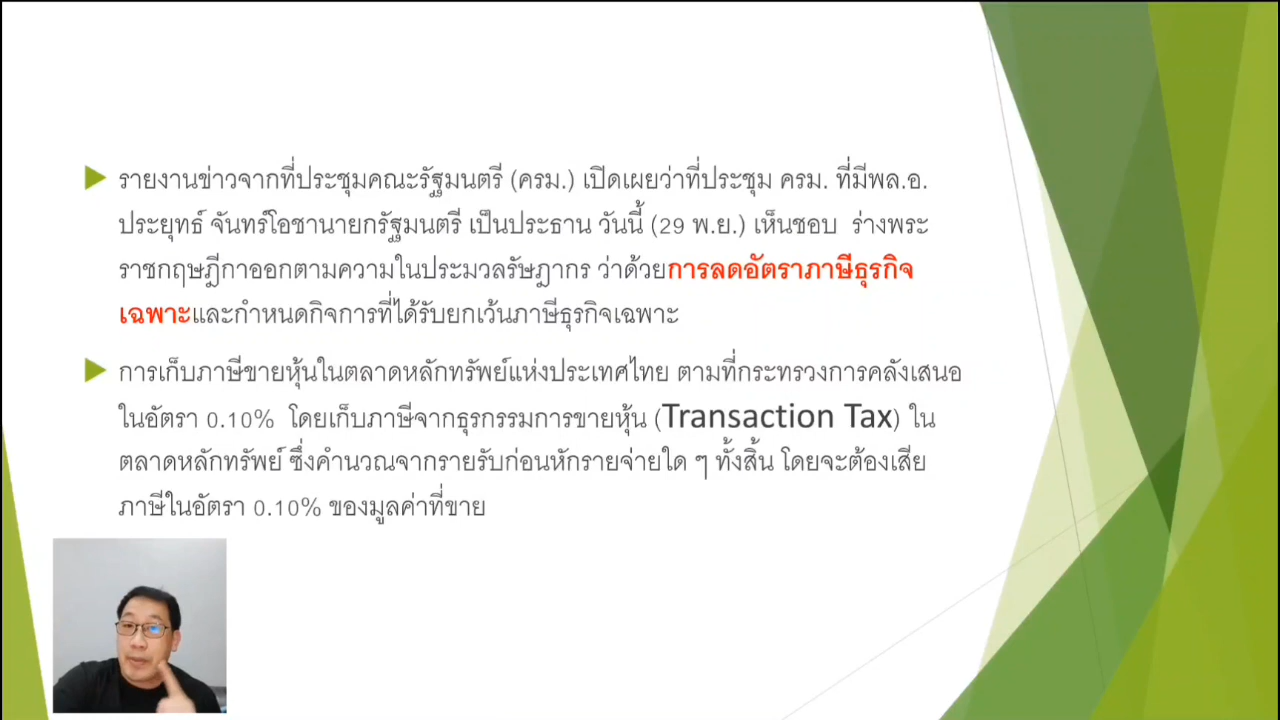 รายงานข่าวจากที่ประชุมคณะรัฐมนตรี (ครม.) เปิดเผยว่าที่ประชุม ครม. ที่มีพล.อ.
ประยุทธ์ จันทร์โอชานายกรัฐมนตรี เป็นประธาน วันนี้ (29 พ.ย.) เห็นชอบ ร่างพระ
ราชกฤษฎีกาออกตามความในประมวลรัษฎากร ว่าด้วยการลดอัตราภาษีธุรกิจ
เฉพาะและกำหนดกิจการที่ได้รับยกเว้นภาษีธุรกิจเฉพาะ
การเก็บภาษีขายหุ้นในตลาดหลักทรัพย์แห่งประเทศไทย ตามที่กระทรวงการคลังเสนอ
ในอัตรา 0.10% โดยเก็บภาษีจากธุรกรรมการขายหุ้น (Transaction Tax) ใน
ตลาดหลักทรัพย์ ซึ่งคำนวณจากรายรับก่อนหักรายจ่ายใด ๆ ทั้งสิ้น โดยจะต้องเสีย
ภาษีในอัตรา 0.10% ของมูลค่าที่ขาย